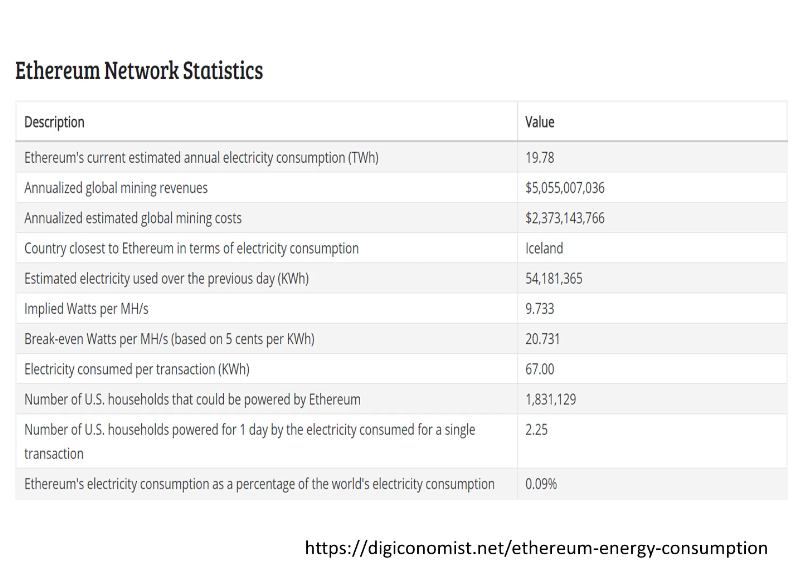 Ethereum Network Statistics
Description Value
Ethereum's current estimated annual electricity consumption (TWh) 19.78
Annualized global mining revenues $5,055,007,036
Annualized estimated global mining costs $2,373,143,766
Country closest to Ethereum in terms of electricity consumption Iceland
Estimated electricity used over the previous day (KWh) 54,181,365
Implied Watts per MH/s 9.733
Break-even Watts per MH/s (based on 5 cents per KWh) 20.731
Electricity consumed per transaction (KWh) 67.00
Number of U.S. households that could be powered by Ethereum 1,831,129
Number of U.S. households powered for 1 day by the electricity consumed for a single 2.25
transaction
Ethereum's electricity consumption as a percentage of the world's electricity consumption 0.09%
https://digiconomist.net/ethereum-energy-consumption